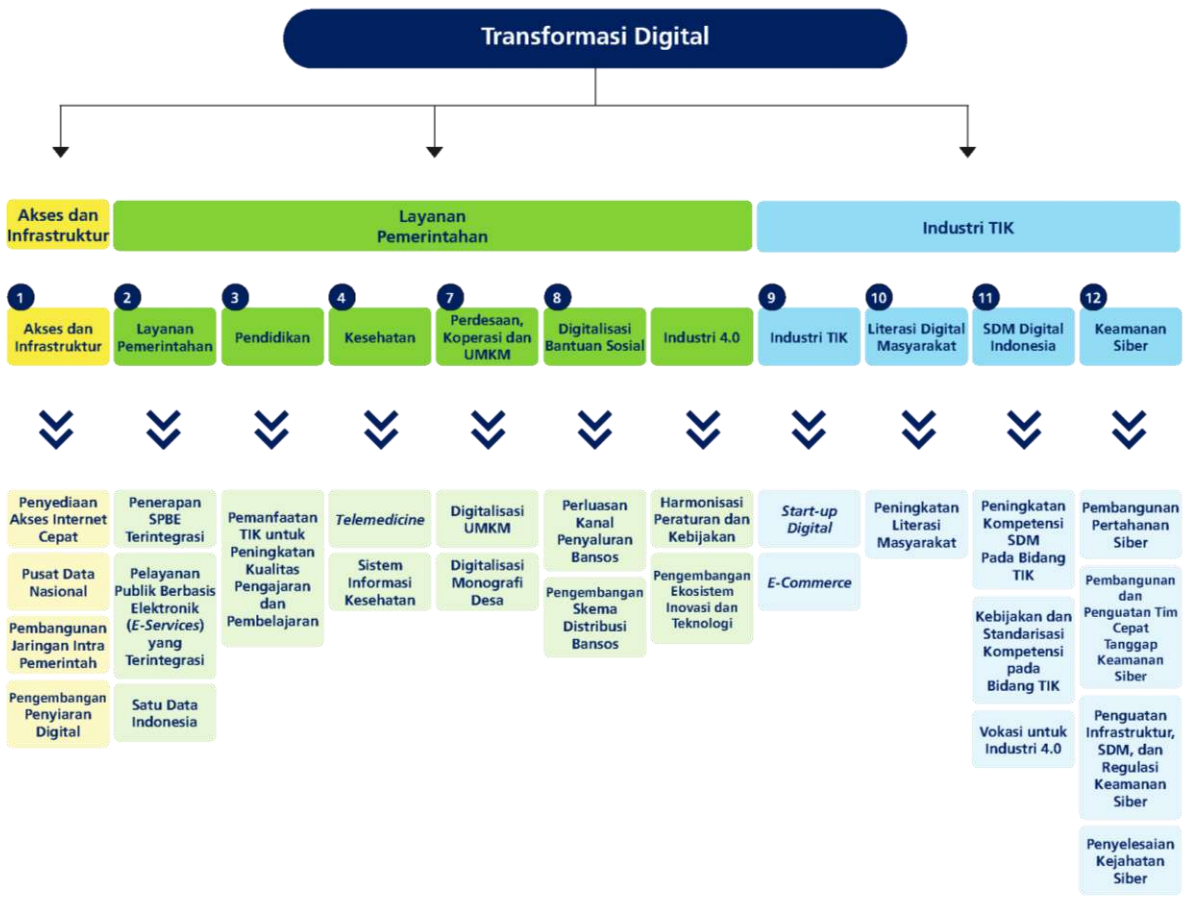 Transformasi Digital
Akses dan
Infrastruktur
Layanan
Pemerintahan
Industri TIK
1
Akses dan
Infrastruktur
2
Layanan
Pemerintahan
3
Pendidikan
4
Kesehatan
7
Perdesaan,
Koperasi dan
UMKM
8
Digitalisasi
Bantuan Sosial
Industri 4.0
9
Industri TIK
10
Literasi Digital
Masyarakat
11
SDM Digital
Indonesia
12
Keamanan
Siber
Penyediaan
Akses Internet
Cepat
Pusat Data
Nasional
Pembangunan
Jaringan Intra
Pemerintah
Pengembangan
Penyiaran
Digital
Penerapan
SPBE
Terintegrasi
Pelayanan
Publik Berbasis
Elektronik
(E-Services)
yang
Terintegrasi
Satu Data
Indonesia
Pemanfaatan
TIK untuk
Peningkatan
Kualitas
Pengajaran
dan
Pembelajaran
Telemedicine
Sistem
Informasi
Kesehatan
Digitalisasi
UMKM
Digitalisasi
Monografi
Desa
Perluasan
Kanal
Penyaluran
Bansos
Pengembangan
Skema
Distribusi
Bansos
Harmonisasi
Peraturan dan
Kebijakan
Pengembangan
Ekosistem
Inovasi dan
Teknologi
Start-up
Digital
E-Commerce
Peningkatan
Literasi
Masyarakat
Peningkatan
Kompetensi
SDM
Pada Bidang
TIK
Kebijakan dan
Standarisasi
Kompetensi
pada
Bidang TIK
Vokasi untuk
Industri 4.0
Pembangunan
Pertahanan
Siber
Pembangunan
dan
Penguatan Tim
Cepat
Tanggap
Keamanan
Siber
Penguatan
Infrastruktur,
SDM, dan
Regulasi
Keamanan
Siber
Penyelesaian
Kejahatan
Siber